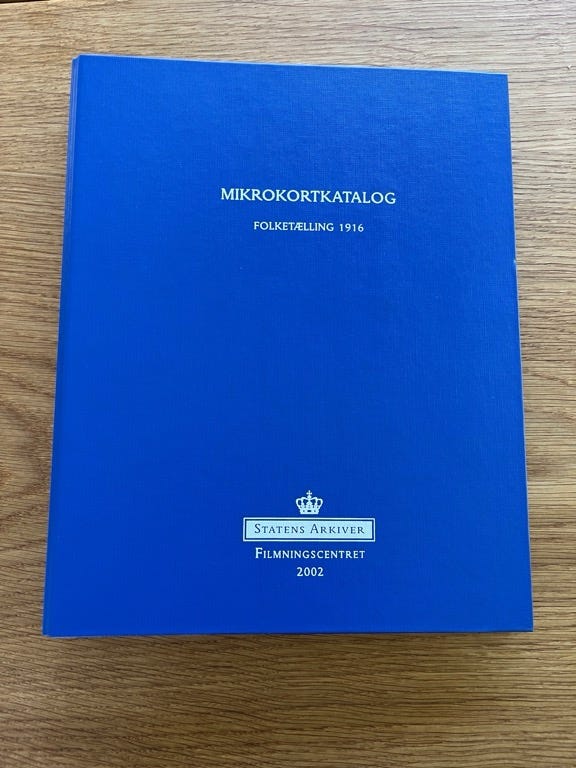 MIKROKORTKATALOG
FOLKETÆLLING 1916
STATENS ARKIVER
FILMNINGSCENTRET
2002